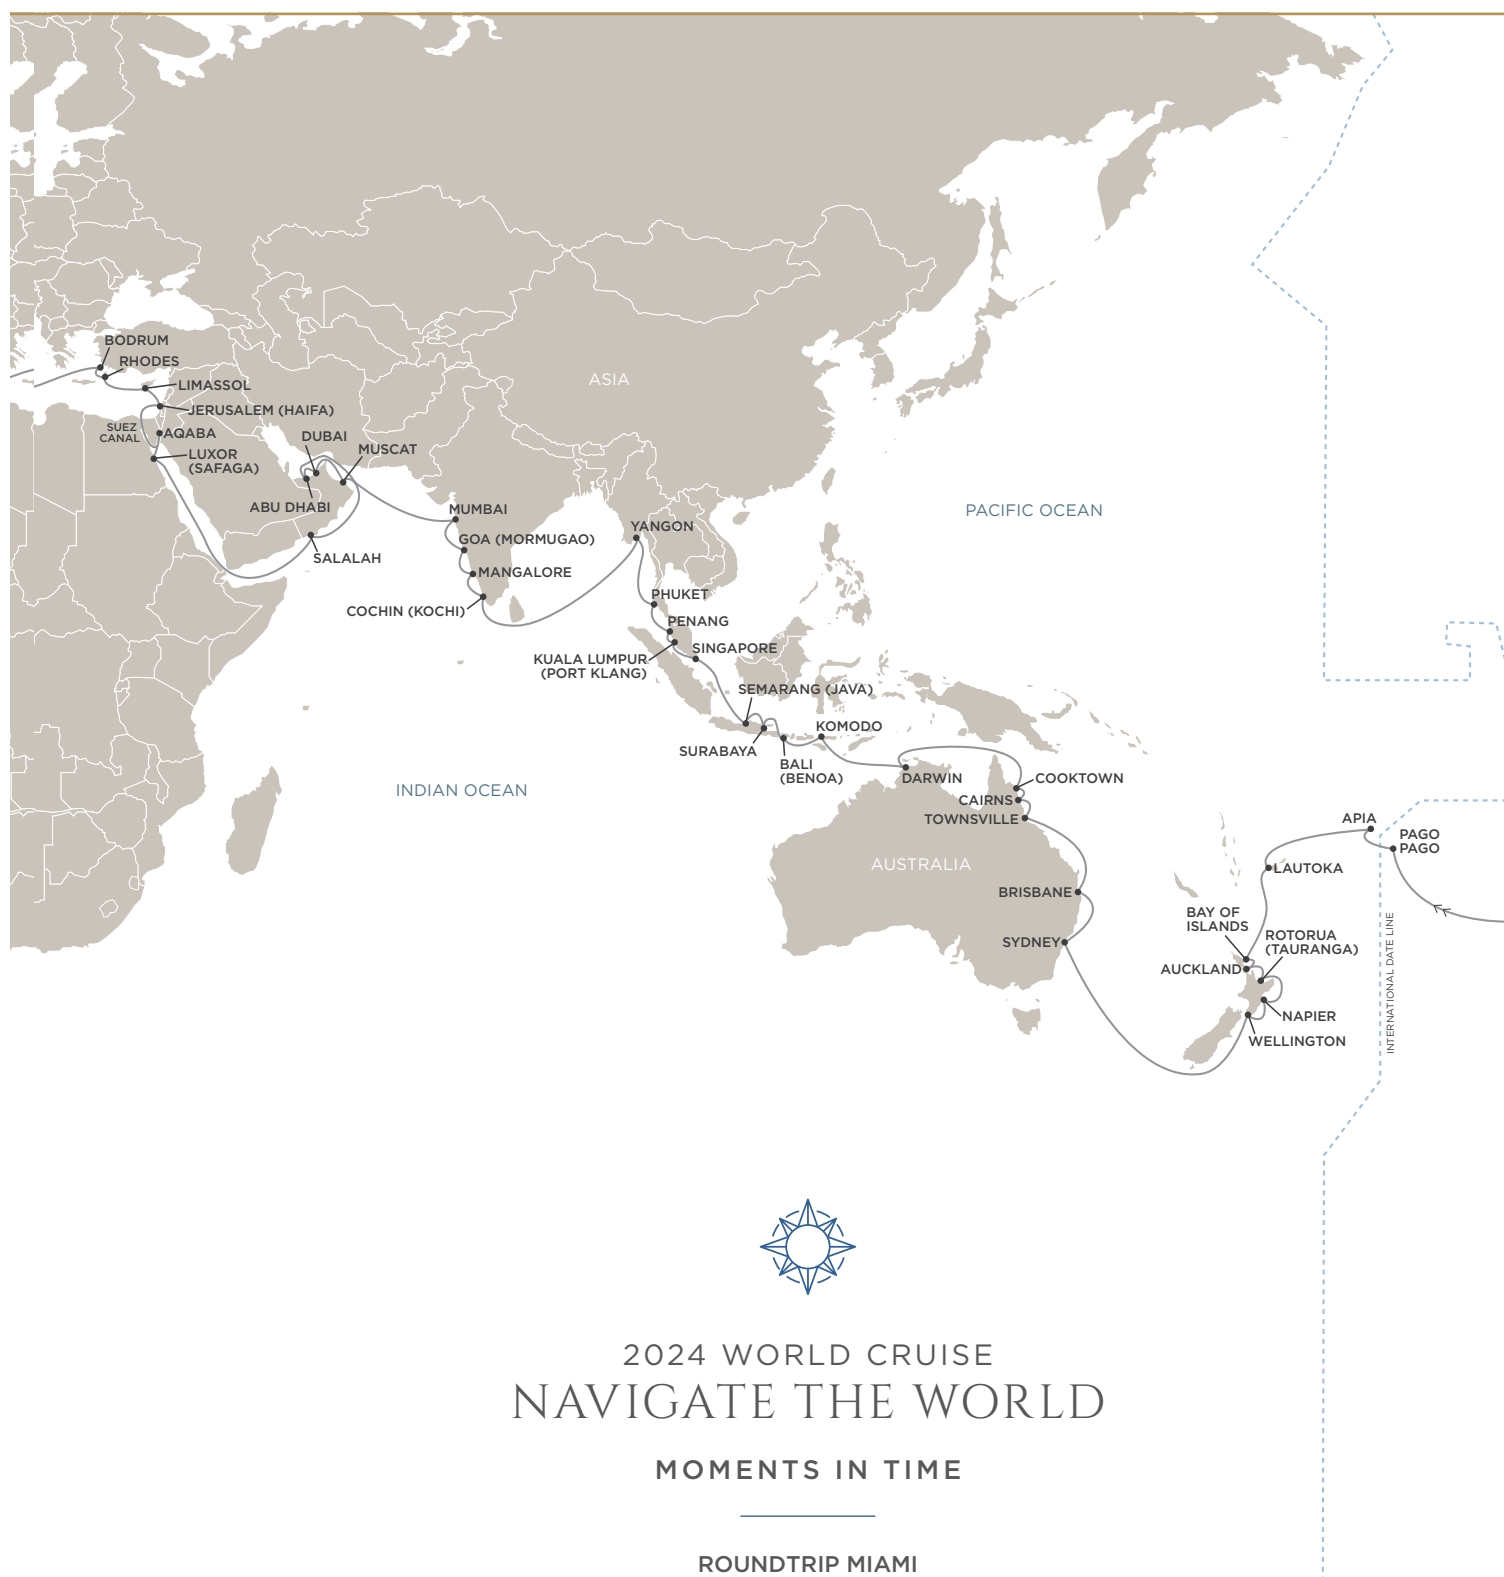 BODRUM
RHODES
ASIA
LIMASSOL
JERUSALEM (HAIFA)
SUEZ
CANAL
AQABA
DUBAI
MUSCAT
LUXOR
(SAFAGA)
ABU DHABI
MUMBAI
PACIFIC OCEAN
YANGON
GOA (MORMUGAO)
SALALAH
MANGALORE
COCHIN (KOCHI)
PHUKET
PENANG
SINGAPORE
KUALA LUMPUR
(PORT KLANG)
SEMARANG (JAVA)
KOMODO
SURABAYA
BALI
(BENOA)
DARWIN
COOKTOWN
INDIAN OCEAN
CAIRNS
TOWNSVILLE
APIA
PAGO
PAGO
AUSTRALIA
LAUTOKA
BRISBANE
BAY OF
ISLANDS
SYDNEY
ROTORUA
(TAURANGA)
AUCKLAND
INTERNATIONAL DATE LINE
NAPIER
WELLINGTON
2024 WORLD CRUISE
NAVIGATE THE WORLD
MOMENTS IN TIME
ROUNDTRIP MIAMI